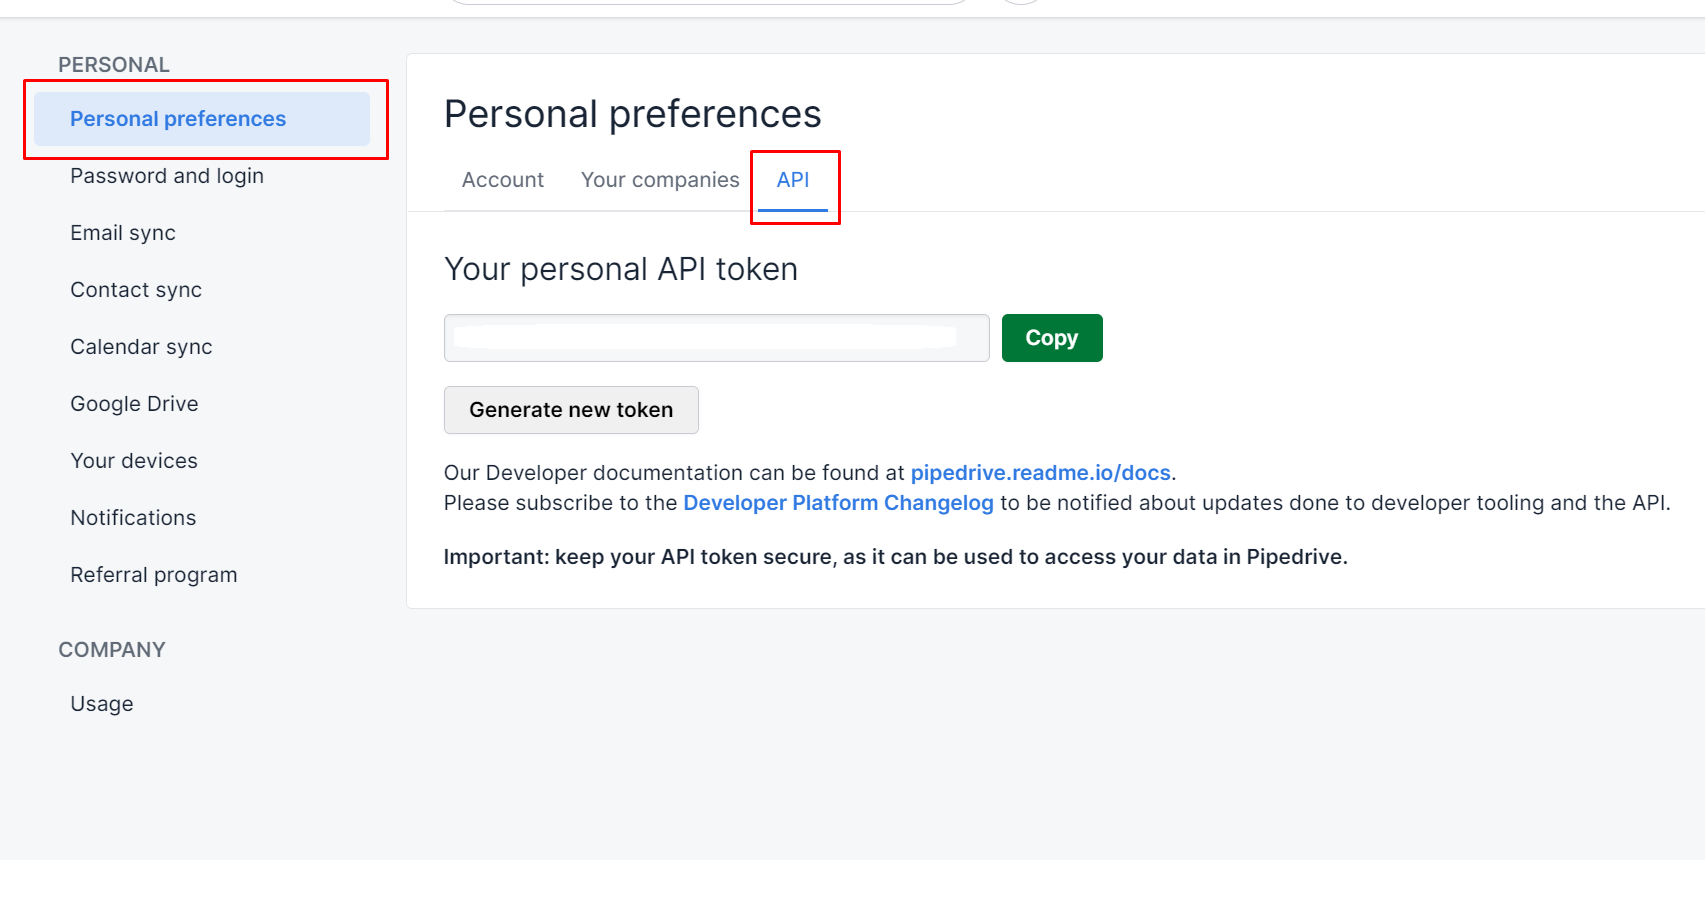 PERSONAL
Personal preferences
Password and login
Email sync
Contact sync
Calendar sync
Google Drive
Your devices
Notifications
Referral program
COMPANY
Usage
Personal preferences
Account Your companies API
Your personal API token
Copy
Generate new token
Our Developer documentation can be found at pipedrive.readme.io/docs.
Please subscribe to the Developer Platform Changelog to be notified about updates done to developer tooling and the API.
Important: keep your API token secure, as it can be used to access your data in Pipedrive.